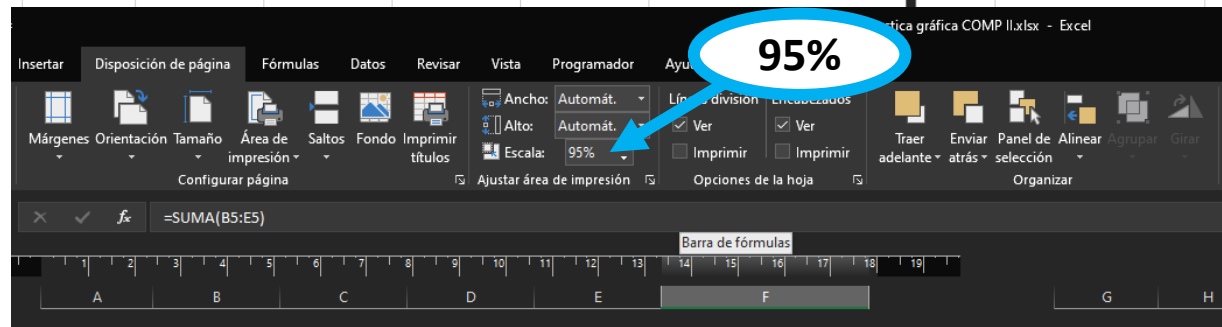 stica gráfica COMP II.xlsx - Excel
95%
Insertar Disposición de página Fórmulas Datos Revisar Vista Programador
Ancho: Automát. división
Márgenes Orientación Tamaño Área de impresión Saltos Fondo Imprimir títulos
Alto: Automát. Ver Ver
Escala: 95% Imprimir Imprimir
Traer adelante Enviar atrás Panel de selección Alinear Agrupar Girar
Configurar página Ajustar área de impresión Opciones de la hoja Organizar
fx =SUMA(B5:E5)
Barra de fórmulas
1 2 3 4 5 6 7 8 9 10 11 12 13 14 15 16 17 18 19
A B C D E F G H